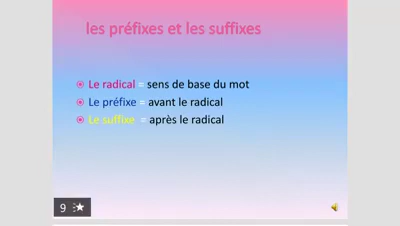 les préfixes et les suffixes
Le radical = sens de base du mot
Le préfixe = avant le radical
Le suffixe = après le radical
9